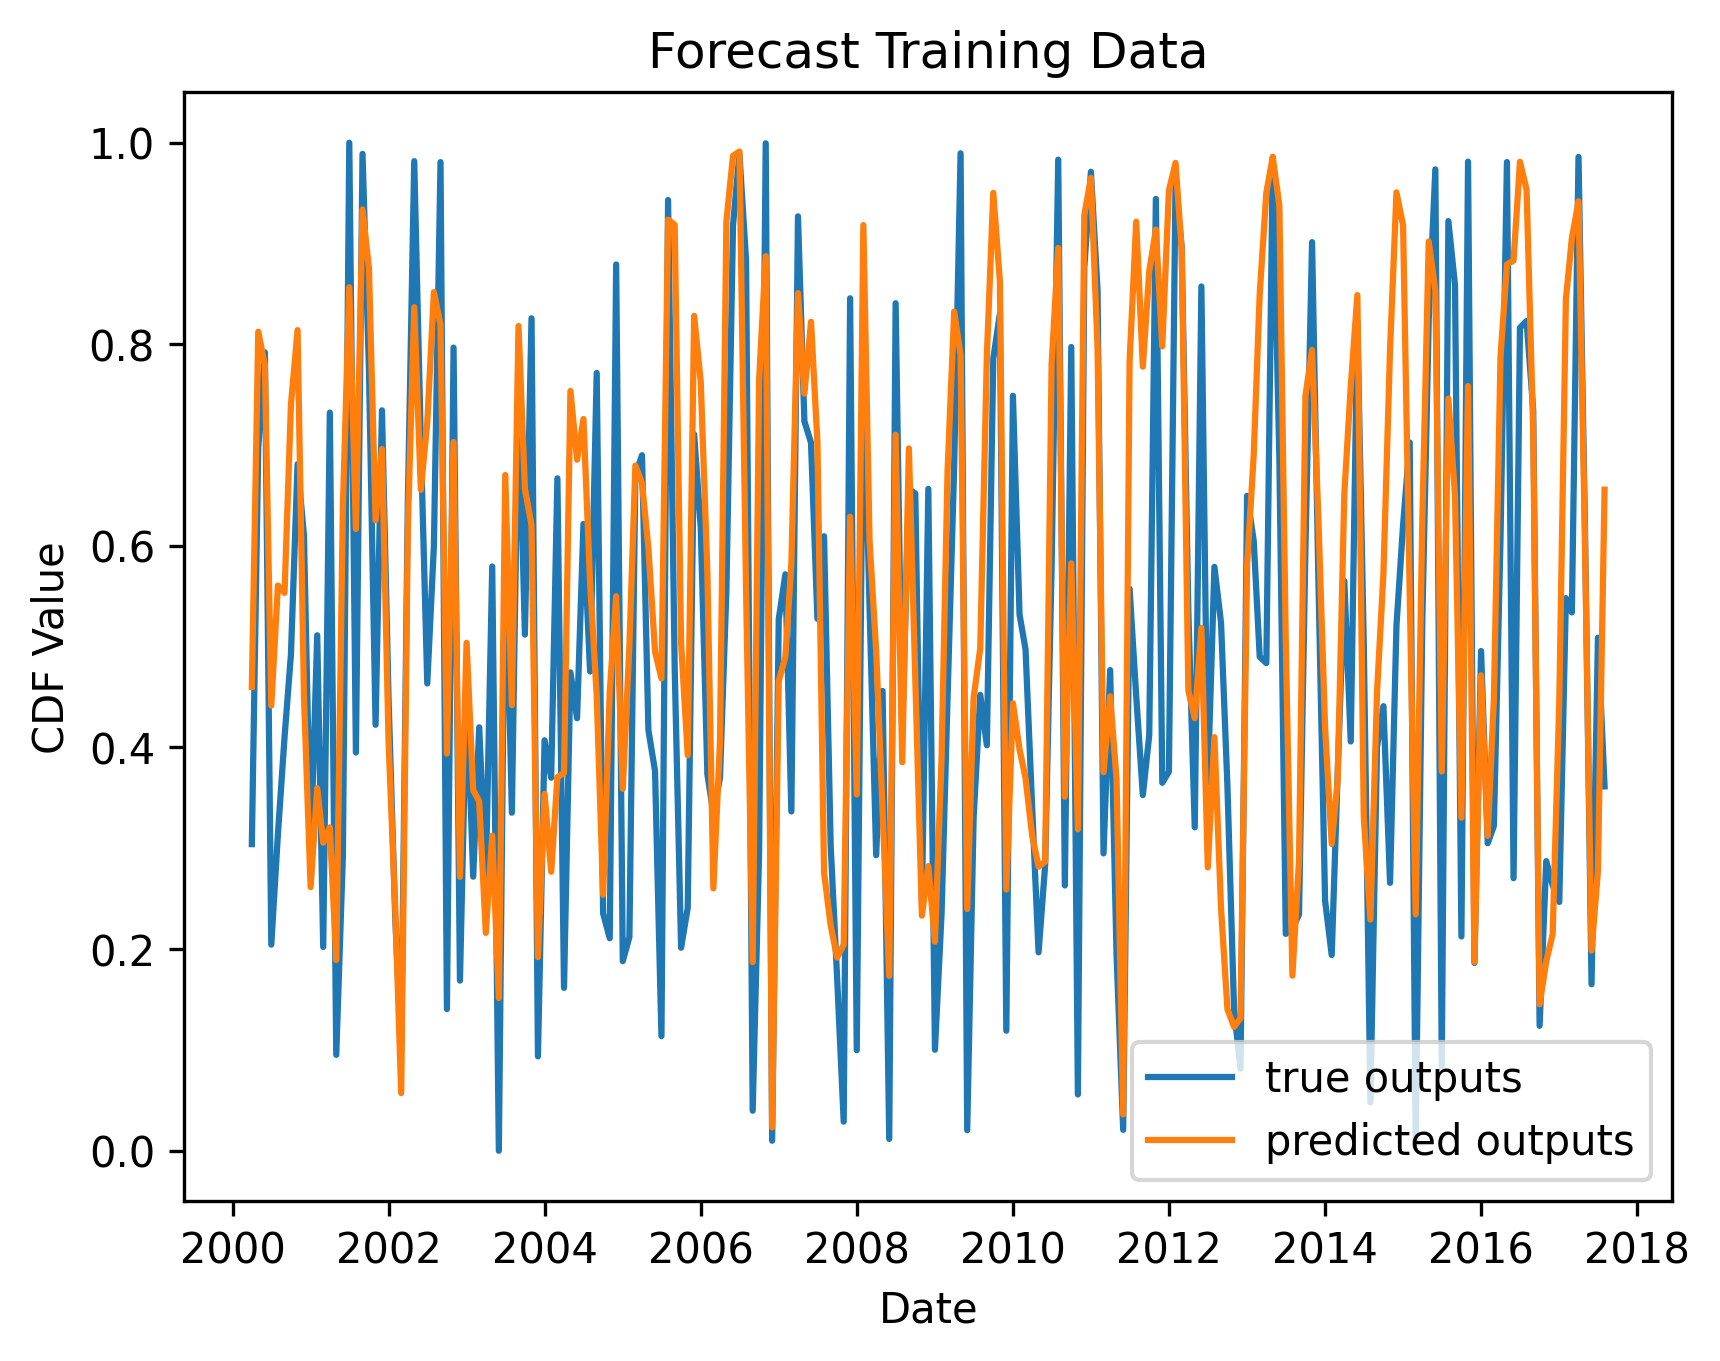 Forecast Training Data
1.0
0.8
0.6
0.4
0.2
0.0
CDF Value
true outputs
predicted outputs
2000 2002 2004 2006 2008 2010 2012 2014 2016 2018
Date